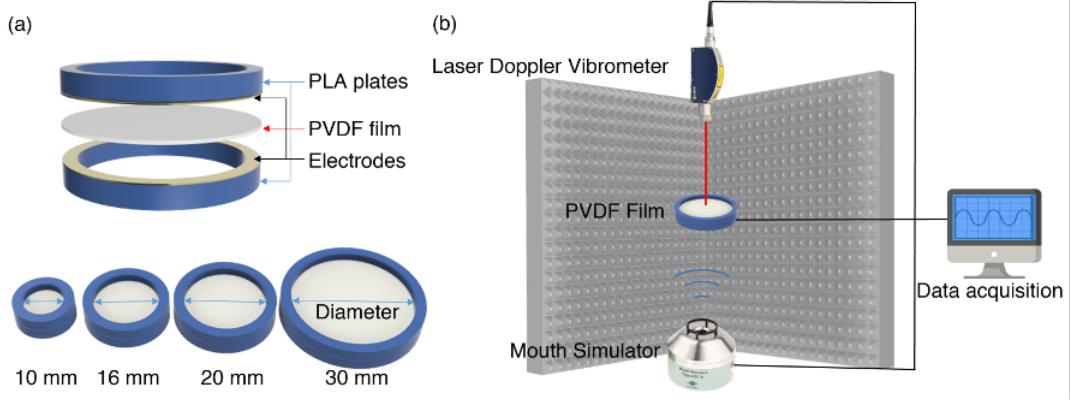 (a)
PLA plates
PVDF film
Electrodes
Diameter
10 mm
16 mm
20 mm
30 mm
(b)
Laser Doppler Vibrometer
PVDF Film
Data acquisition
Mouth Simulator